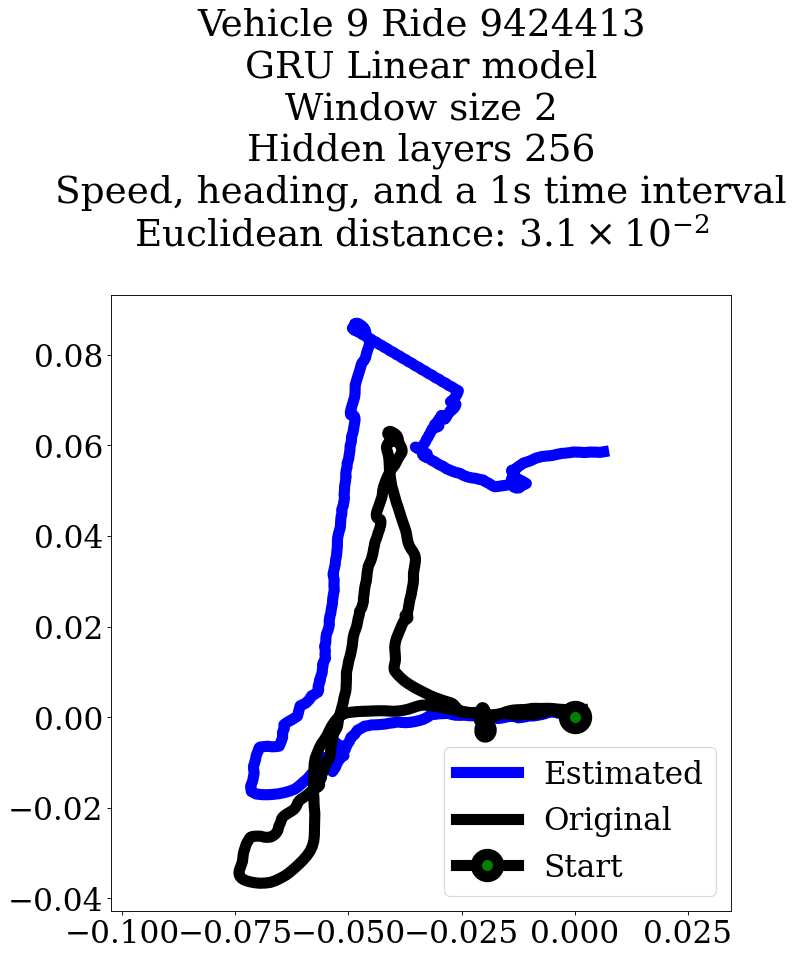 Vehicle 9 Ride 9424413
GRU Linear model
Window size 2
Hidden layers 256
Speed, heading, and a 1s time interval
Euclidean distance: 3.1 × 10⁻²
0.08
0.06
0.04
0.02
0.00
−0.02
−0.04
Estimated
Original
Start
−0.100 −0.075 −0.050 −0.025 0.000 0.025